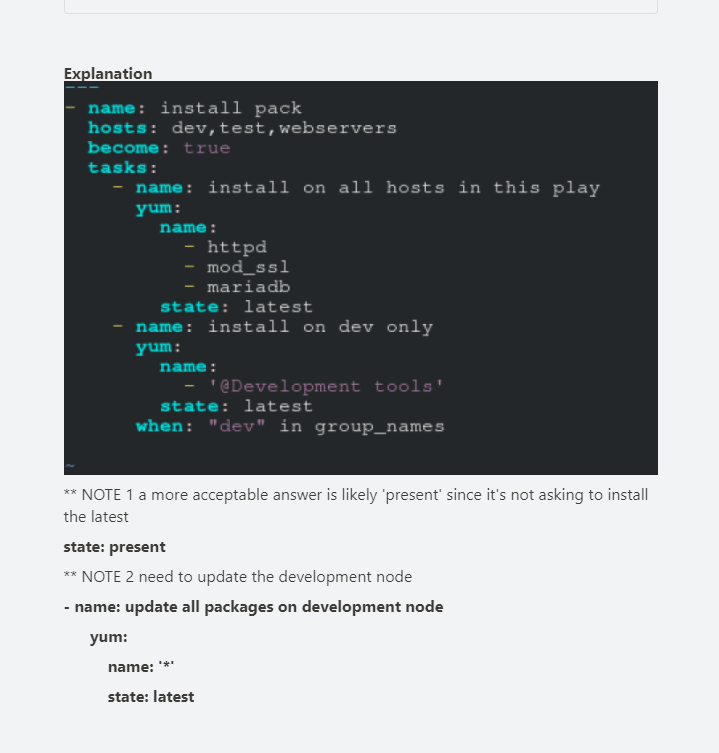 Explanation
---
- name: install pack
  hosts: dev,test,webservers
  become: true
  tasks:
    - name: install on all hosts in this play
      yum:
        name:
          - httpd
          - mod_ssl
          - mariadb
        state: latest
    - name: install on dev only
      yum:
        name:
          - '@Development tools'
        state: latest
      when: "dev" in group_names
~
** NOTE 1 a more acceptable answer is likely 'present' since it's not asking to install
the latest
state: present
** NOTE 2 need to update the development node
- name: update all packages on development node
yum:
name: '*'
state: latest